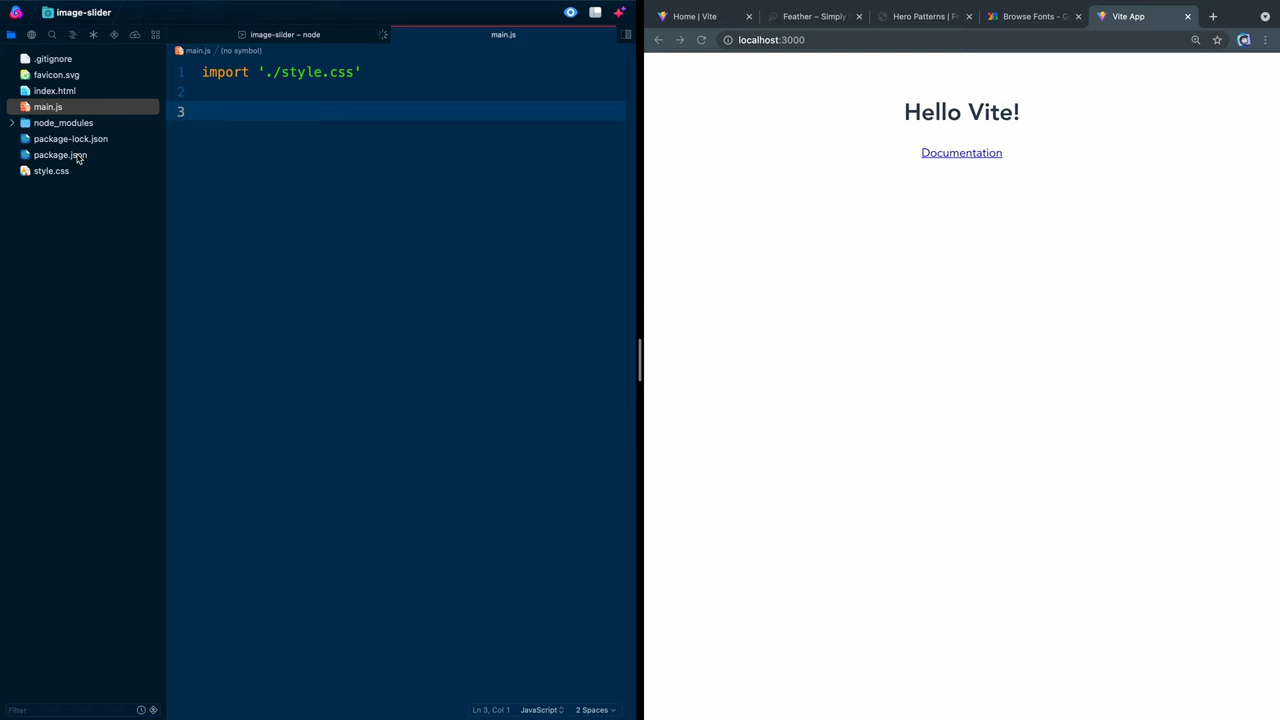 image-slider
image-slider – node
main.js
main.js
(no symbol)
.gitignore
favicon.svg
index.html
main.js
node_modules
package-lock.json
package.json
style.css
1 import './style.css'
2
3
Filter
Ln 3, Col 1
JavaScript
2 Spaces
Home | Vite
Feather – Simply
Hero Patterns | F
Browse Fonts - G
Vite App
localhost:3000
Hello Vite!
Documentation